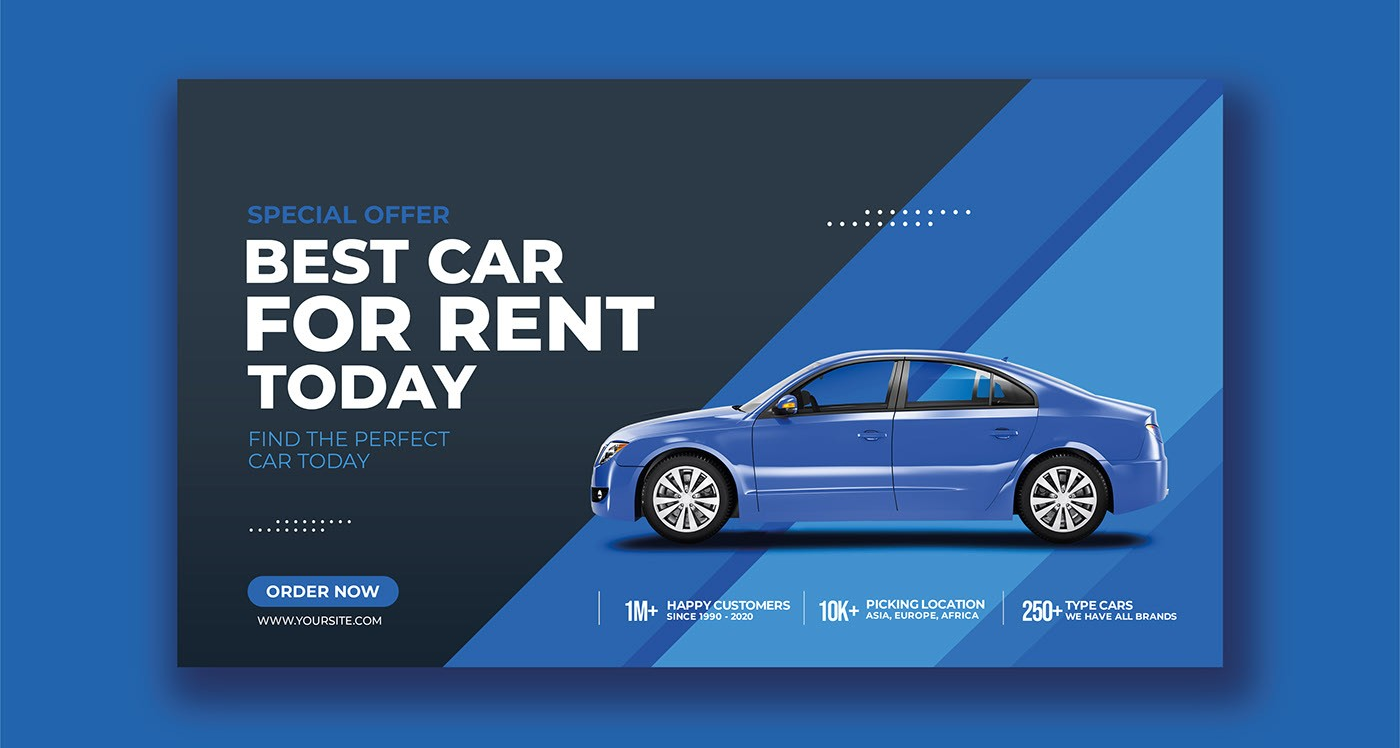 SPECIAL OFFER
BEST CAR
FOR RENT
TODAY
FIND THE PERFECT
CAR TODAY
ORDER NOW
WWW.YOURSITE.COM
1M+ HAPPY CUSTOMERS
SINCE 1990 - 2020
10K+ PICKING LOCATION
ASIA, EUROPE, AFRICA
250+ TYPE CARS
WE HAVE ALL BRANDS